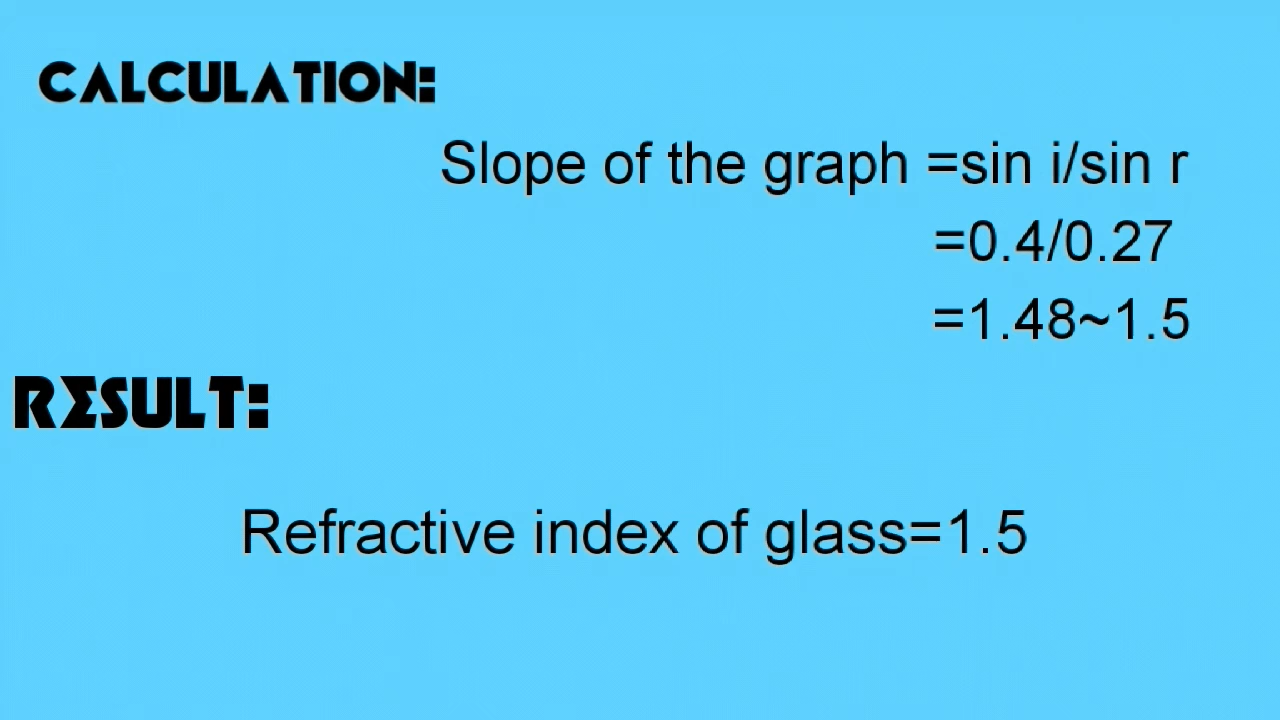 CALCULATION:
Slope of the graph =sin i/sin r
=0.4/0.27
=1.48~1.5
RESULT:
Refractive index of glass=1.5